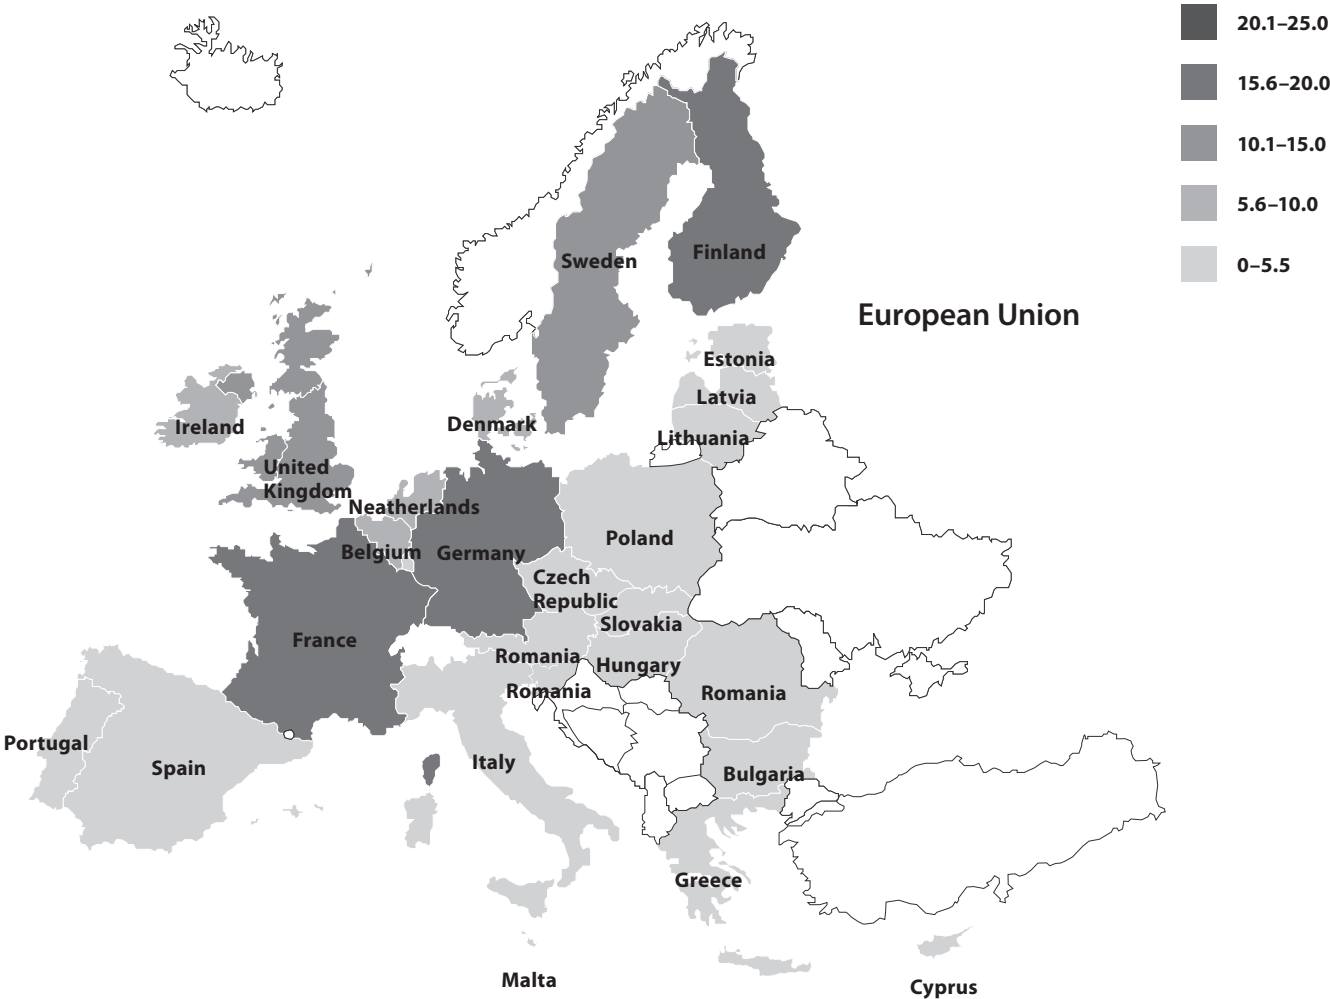 20.1–25.0
15.6–20.0
10.1–15.0
5.6–10.0
0–5.5
European Union
Finland
Sweden
Estonia
Latvia
Lithuania
Denmark
Ireland
United
Kingdom
Neatherlands
Belgium
Germany
Poland
Czech
Republic
Slovakia
France
Romania
Hungary
Romania
Romania
Portugal
Spain
Italy
Bulgaria
Greece
Malta
Cyprus